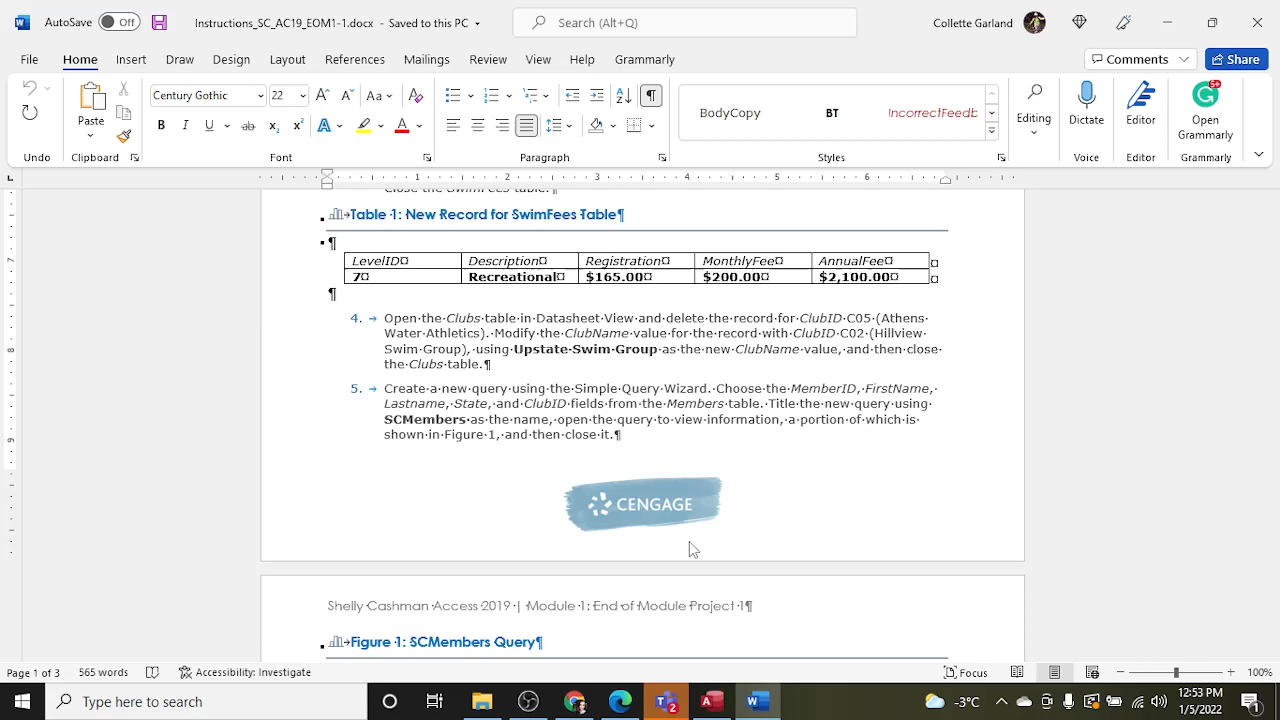 AutoSave Off Instructions_SC_AC19_EOM1-1.docx - Saved to this PC Search (Alt+Q) Collette Garland
File Home Insert Draw Design Layout References Mailings Review View Help Grammarly Comments Share
Century Gothic 22 Aa BodyCopy BT IncorrectFeedb
Paste Editing Dictate Editor Open Grammarly
Undo Clipboard Font Paragraph Styles Voice Editor Grammarly
1 2 3 4 5 6
Table 1: New Record for SwimFees Table¶
¶
LevelID¤ Description¤ Registration¤ MonthlyFee¤ AnnualFee¤ ¤
7¤ Recreational¤ $165.00¤ $200.00¤ $2,100.00¤ ¤
¶
4. → Open·the·Clubs·table·in·Datasheet·View·and·delete·the·record·for·ClubID·C05·(Athens·
Water·Athletics).·Modify·the·ClubName·value·for·the·record·with·ClubID·C02·(Hillview·
Swim·Group),·using·Upstate·Swim·Group·as·the·new·ClubName·value,·and·then·close·
the·Clubs·table.¶
5. → Create·a·new·query·using·the·Simple·Query·Wizard.·Choose·the·MemberID,·FirstName,·
Lastname,·State,·and·ClubID·fields·from·the·Members·table.·Title·the·new·query·using·
SCMembers·as·the·name,·open·the·query·to·view·information,·a·portion·of·which·is·
shown·in·Figure·1,·and·then·close·it.¶
CENGAGE
Shelly·Cashman·Access·2019·|·Module·1:·End·of·Module·Project·1¶
Figure·1:·SCMembers·Query¶
Page 1 of 3 565 words Accessibility: Investigate Focus 100%
Type here to search -3°C 12:53 PM
1/5/2022